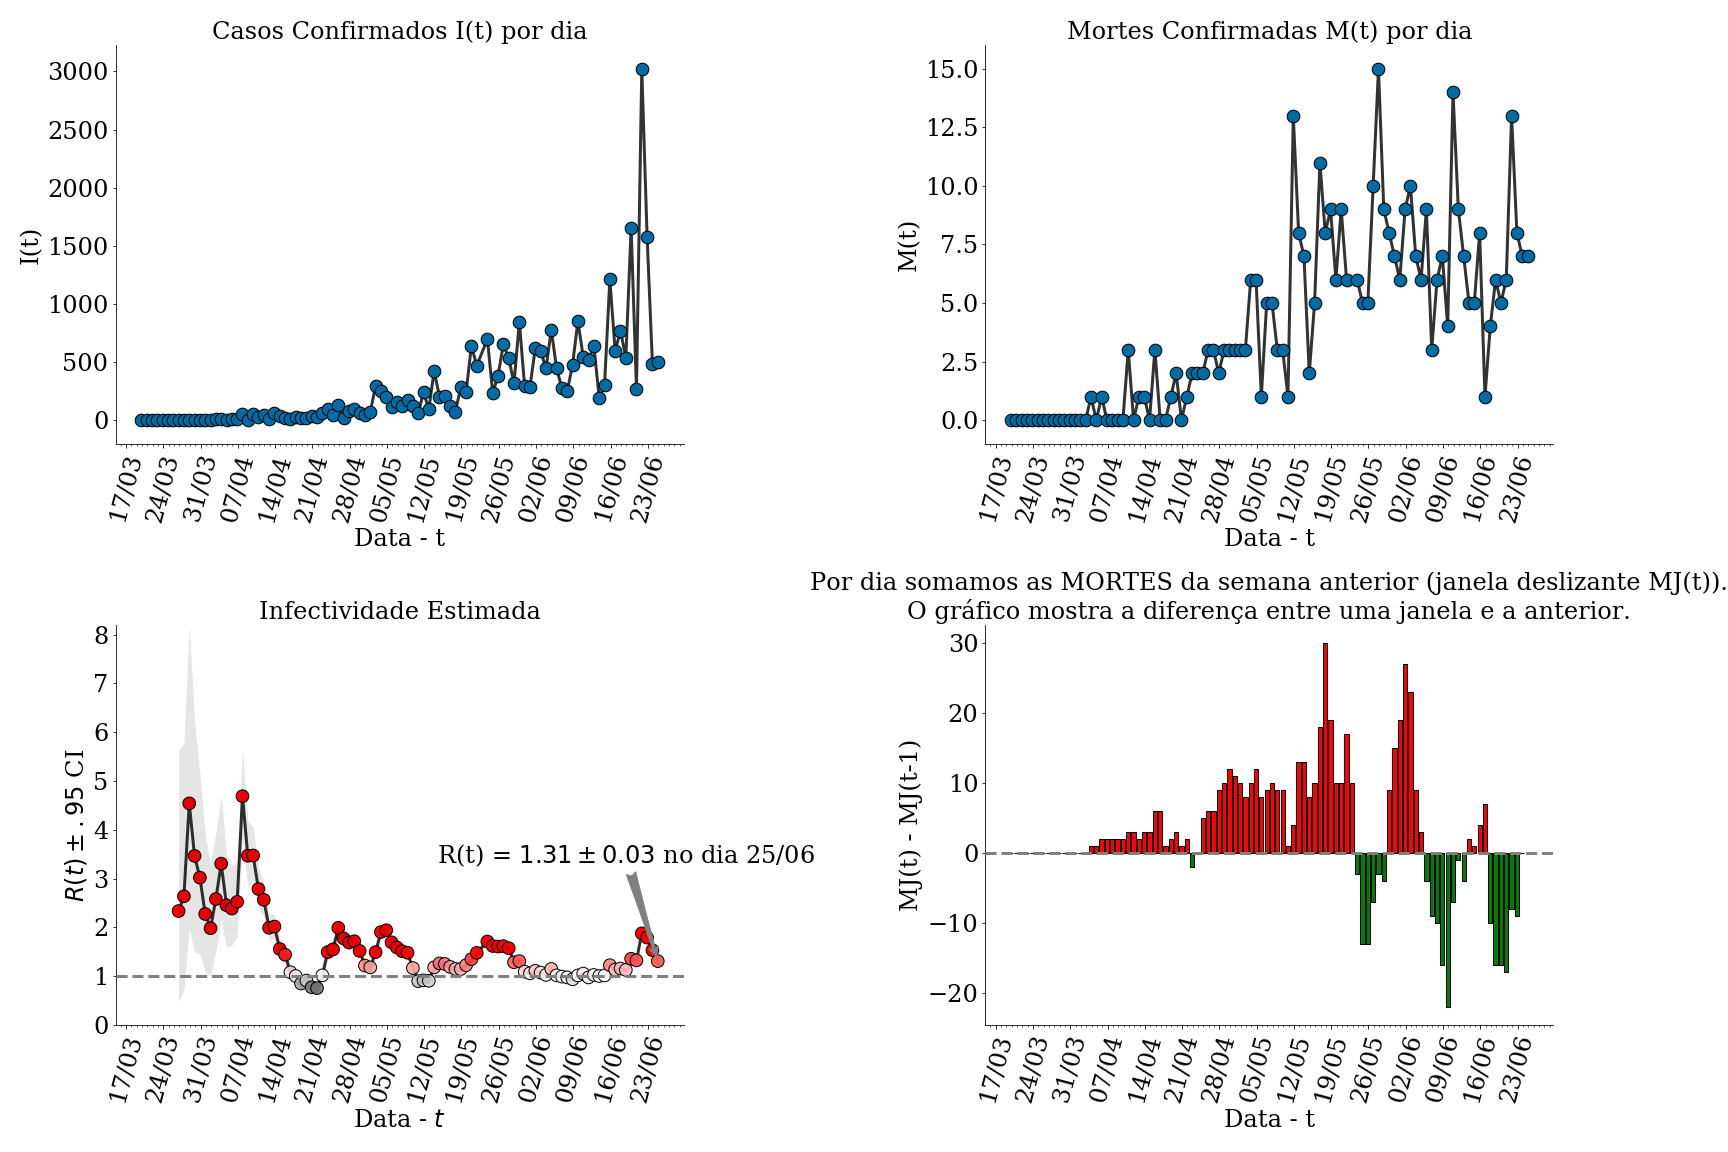 Casos Confirmados I(t) por dia
3000
2500
2000
1500
1000
500
0
I(t)
17/03 24/03 31/03 07/04 14/04 21/04 28/04 05/05 12/05 19/05 26/05 02/06 09/06 16/06 23/06
Data - t
Mortes Confirmadas M(t) por dia
15.0
12.5
10.0
7.5
5.0
2.5
0.0
M(t)
17/03 24/03 31/03 07/04 14/04 21/04 28/04 05/05 12/05 19/05 26/05 02/06 09/06 16/06 23/06
Data - t
Infectividade Estimada
8
7
6
5
4
3
2
1
0
R(t) ± .95 CI
R(t) = 1.31 ± 0.03 no dia 25/06
17/03 24/03 31/03 07/04 14/04 21/04 28/04 05/05 12/05 19/05 26/05 02/06 09/06 16/06 23/06
Data - t
Por dia somamos as MORTES da semana anterior (janela deslizante MJ(t)).
O gráfico mostra a diferença entre uma janela e a anterior.
30
20
10
0
−10
−20
MJ(t) - MJ(t-1)
17/03 24/03 31/03 07/04 14/04 21/04 28/04 05/05 12/05 19/05 26/05 02/06 09/06 16/06 23/06
Data - t